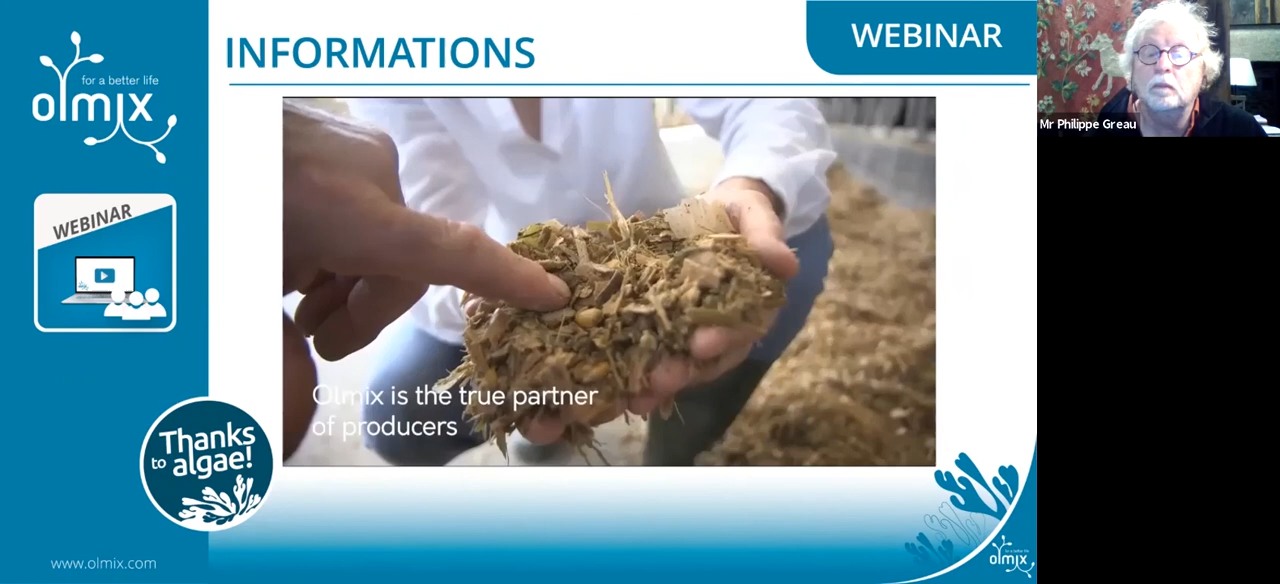 for a better life
olmix
WEBINAR
Thanks
to algae!
www.olmix.com
INFORMATIONS
WEBINAR
Olmix is the true partner
of producers
for a better life
olmix
Mr Philippe Greau